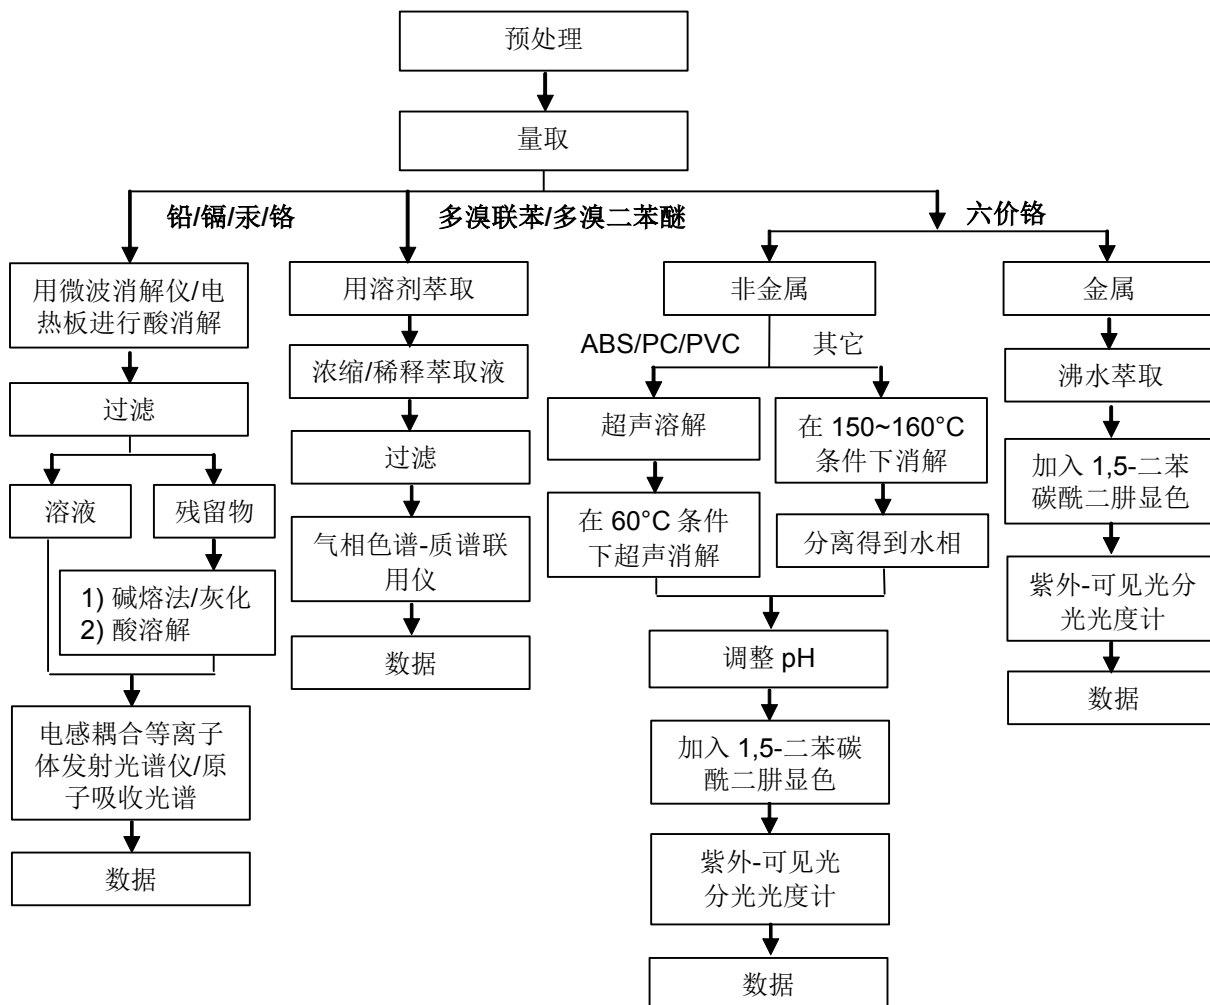 预处理
量取
铅/镉/汞/铬
多溴联苯/多溴二苯醚
六价铬
用微波消解仪/电
热板进行酸消解
过滤
溶液
残留物
1) 碱熔法/灰化
2) 酸溶解
电感耦合等离子
体发射光谱仪/原
子吸收光谱
数据
用溶剂萃取
浓缩/稀释萃取液
过滤
气相色谱-质谱联
用仪
数据
非金属
ABS/PC/PVC
其它
超声溶解
在 60°C 条件
下超声消解
在 150~160°C
条件下消解
分离得到水相
调整 pH
加入 1,5-二苯碳
酰二肼显色
紫外-可见光
分光光度计
数据
金属
沸水萃取
加入 1,5-二苯
碳酰二肼显色
紫外-可见光分
光光度计
数据